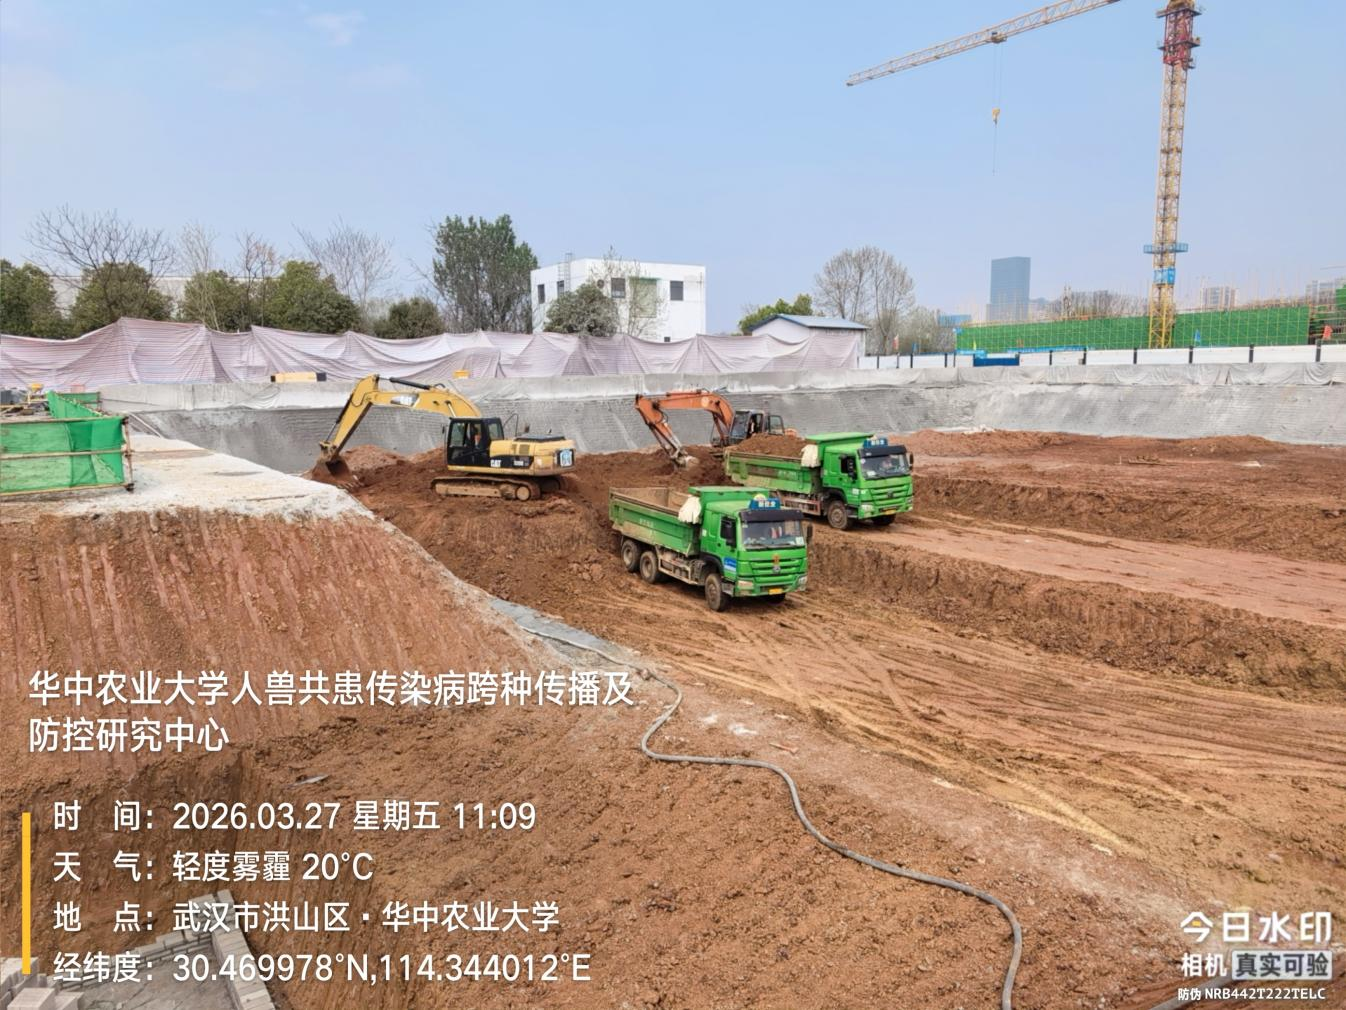 华中农业大学人兽共患传染病跨种传播及
防控研究中心
时 间：2026.03.27 星期五 11:09
天 气：轻度雾霾 20°C
地 点：武汉市洪山区·华中农业大学
经纬度：30.469978°N,114.344012°E
今日水印
相机 真实可验
防伪 NRB442T222TELC
CAT